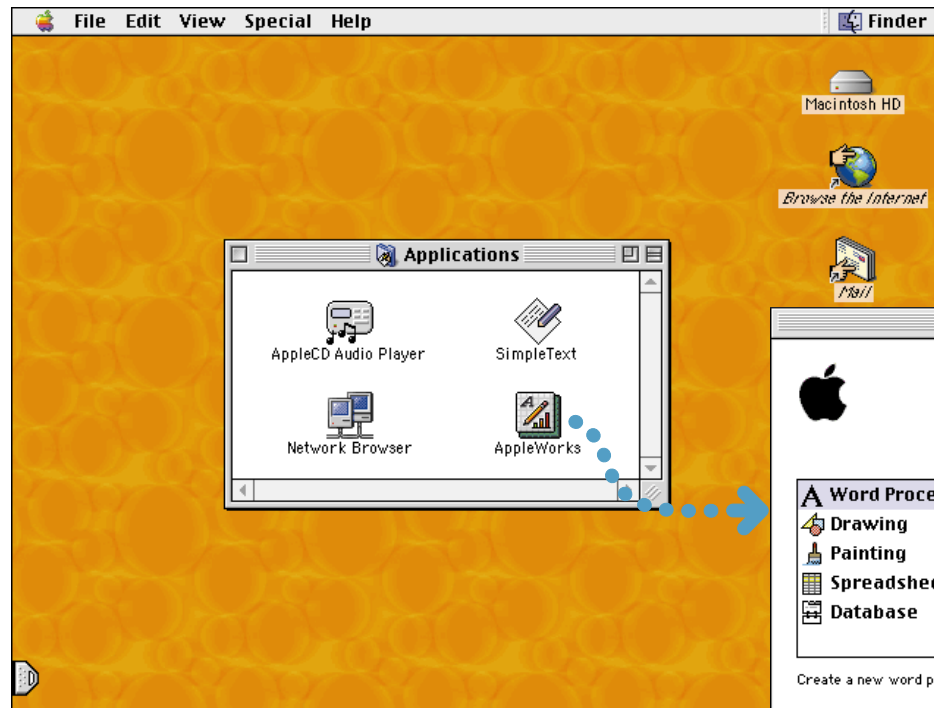 File Edit View Special Help Finder
Macintosh HD
Browse the Internet
Mail
Applications
AppleCD Audio Player
SimpleText
Network Browser
AppleWorks
A Word Proce
Drawing
Painting
Spreadshee
Database
Create a new word p